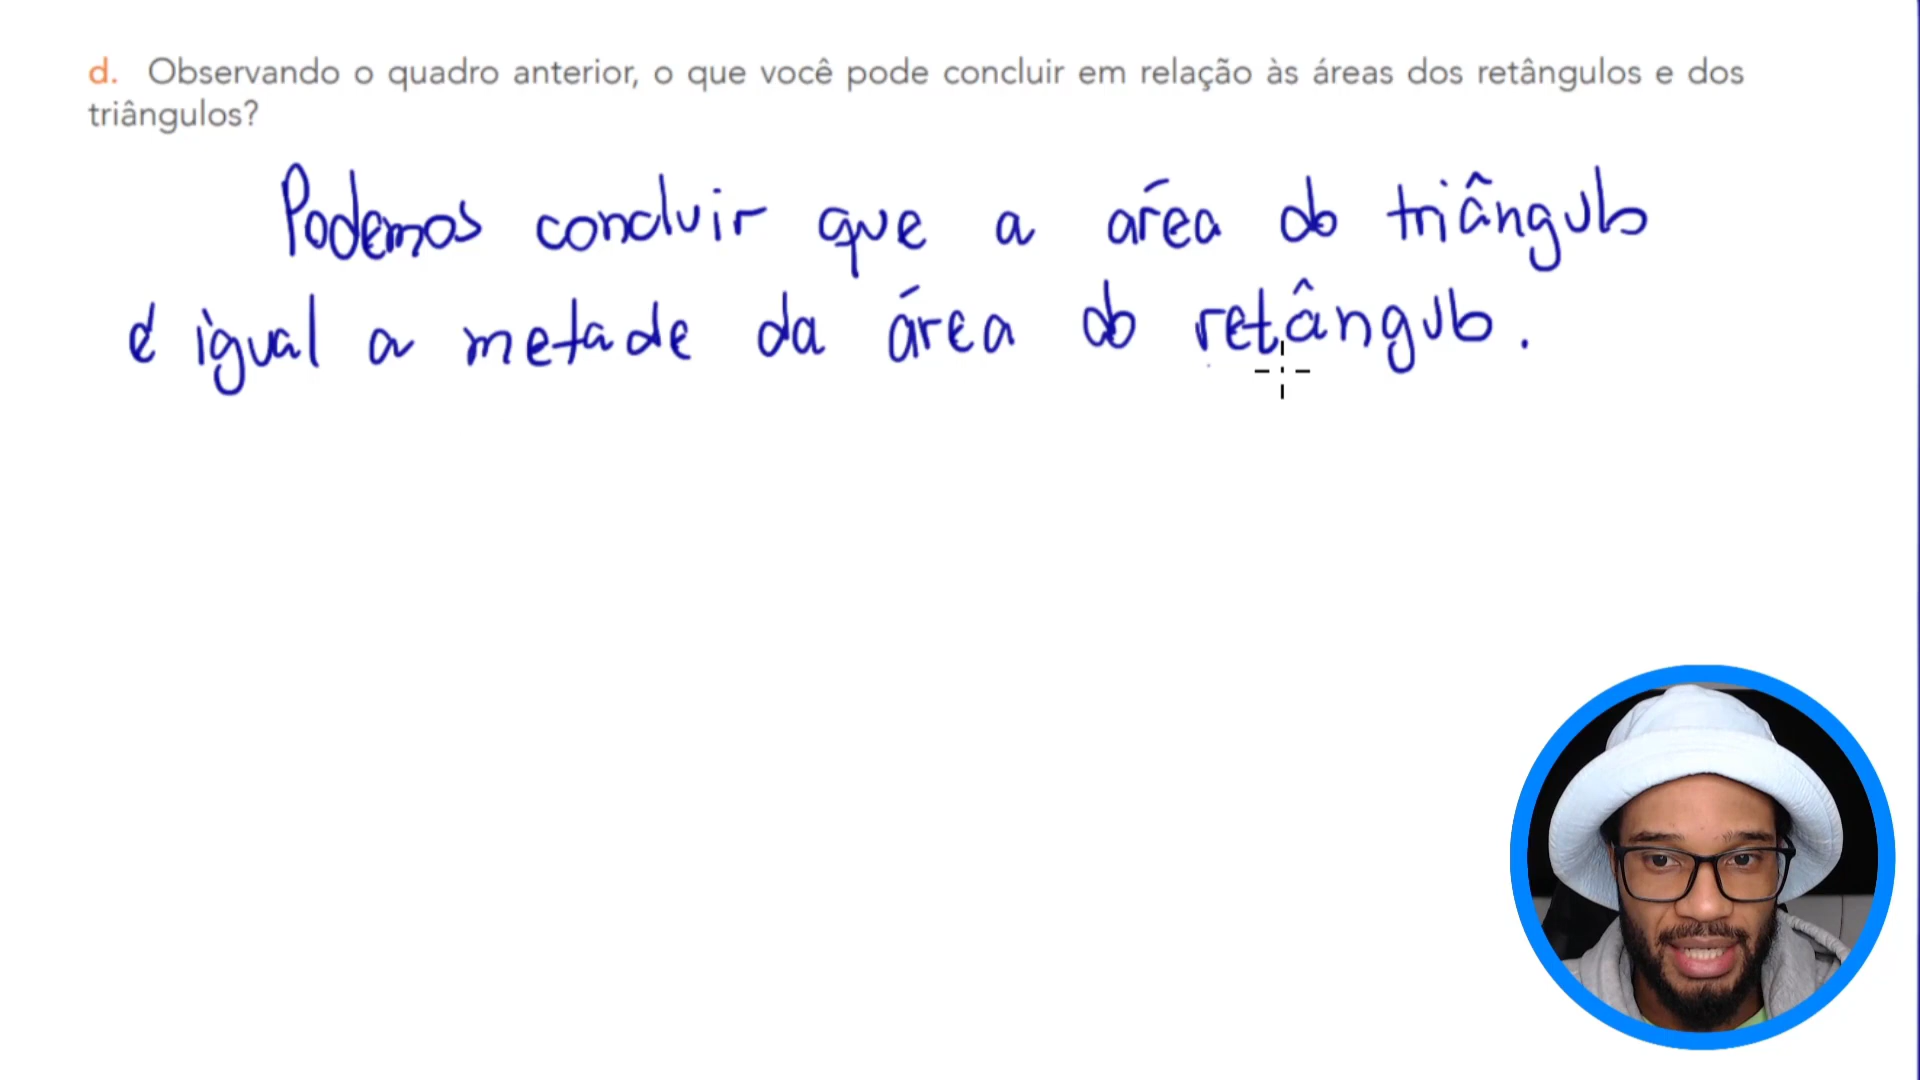 d. Observando o quadro anterior, o que você pode concluir em relação às áreas dos retângulos e dos
triângulos?
Podemos concluir que a área do triângulo
é igual a metade da área do retângulo.